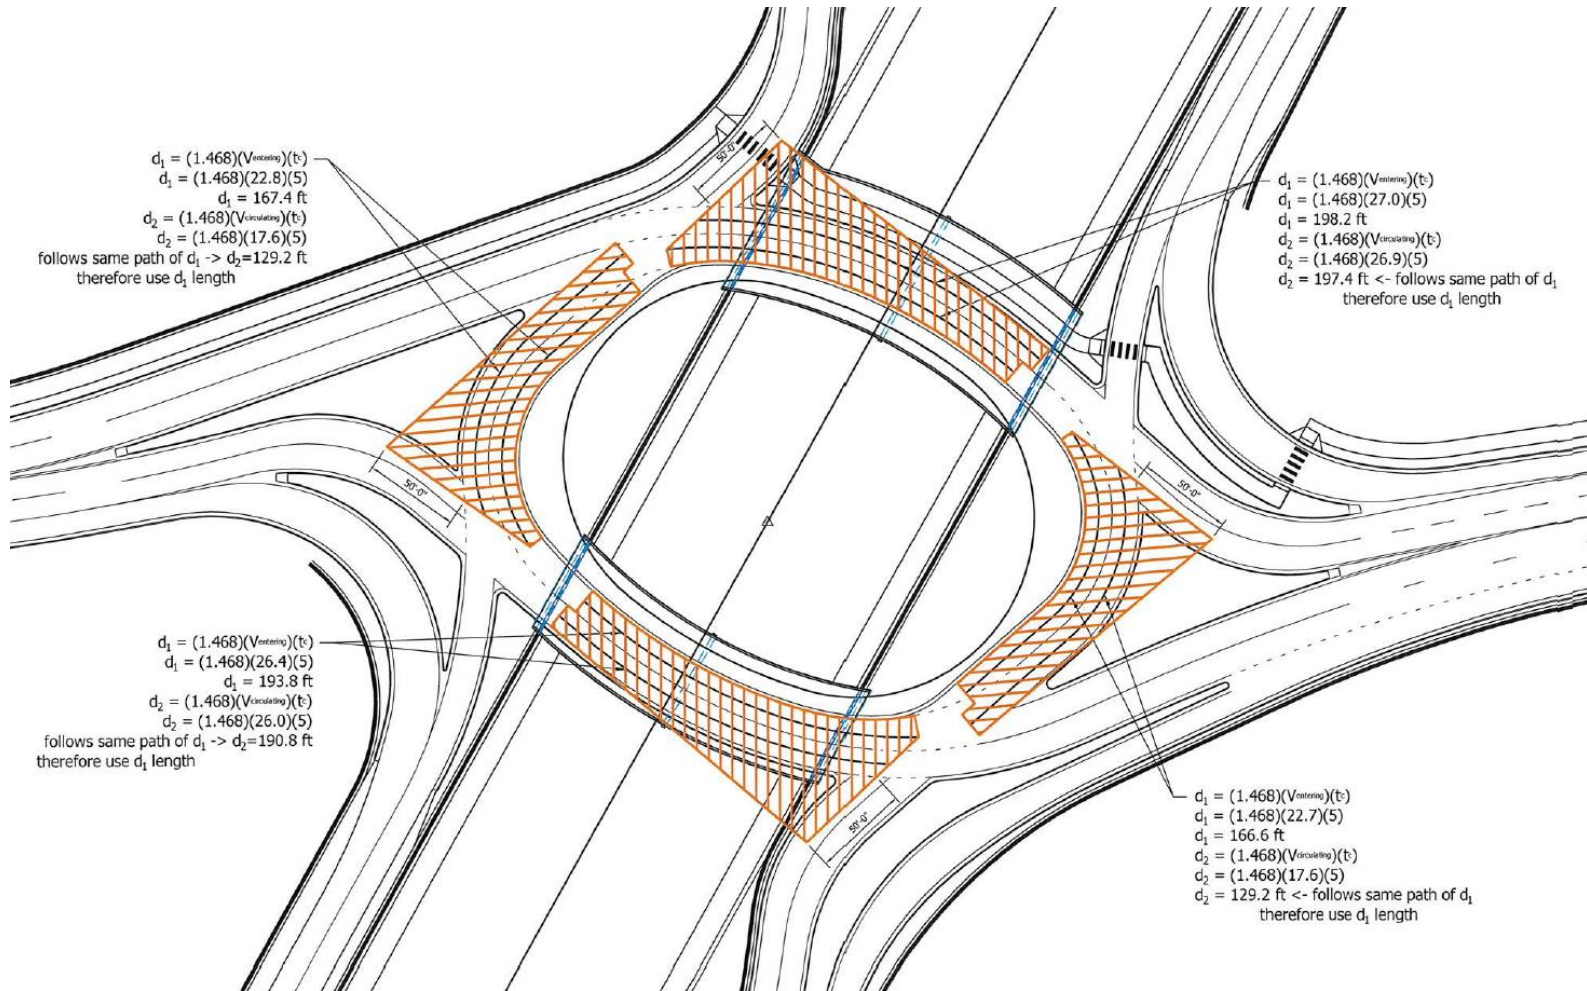 d1 = (1.468)(Ventering)(tc)
d1 = (1.468)(22.8)(5)
d1 = 167.4 ft
d2 = (1.468)(Vcirculating)(tc)
d2 = (1.468)(17.6)(5)
follows same path of d1 -> d2=129.2 ft
therefore use d1 length
50'-0"
d1 = (1.468)(Ventering)(tc)
d1 = (1.468)(27.0)(5)
d1 = 198.2 ft
d2 = (1.468)(Vcirculating)(tc)
d2 = (1.468)(26.9)(5)
d2 = 197.4 ft <- follows same path of d1
therefore use d1 length
50'-0"
50'-0"
d1 = (1.468)(Ventering)(tc)
d1 = (1.468)(26.4)(5)
d1 = 193.8 ft
d2 = (1.468)(Vcirculating)(tc)
d2 = (1.468)(26.0)(5)
follows same path of d1 -> d2=190.8 ft
therefore use d1 length
50'-0"
d1 = (1.468)(Ventering)(tc)
d1 = (1.468)(22.7)(5)
d1 = 166.6 ft
d2 = (1.468)(Vcirculating)(tc)
d2 = (1.468)(17.6)(5)
d2 = 129.2 ft <- follows same path of d1
therefore use d1 length